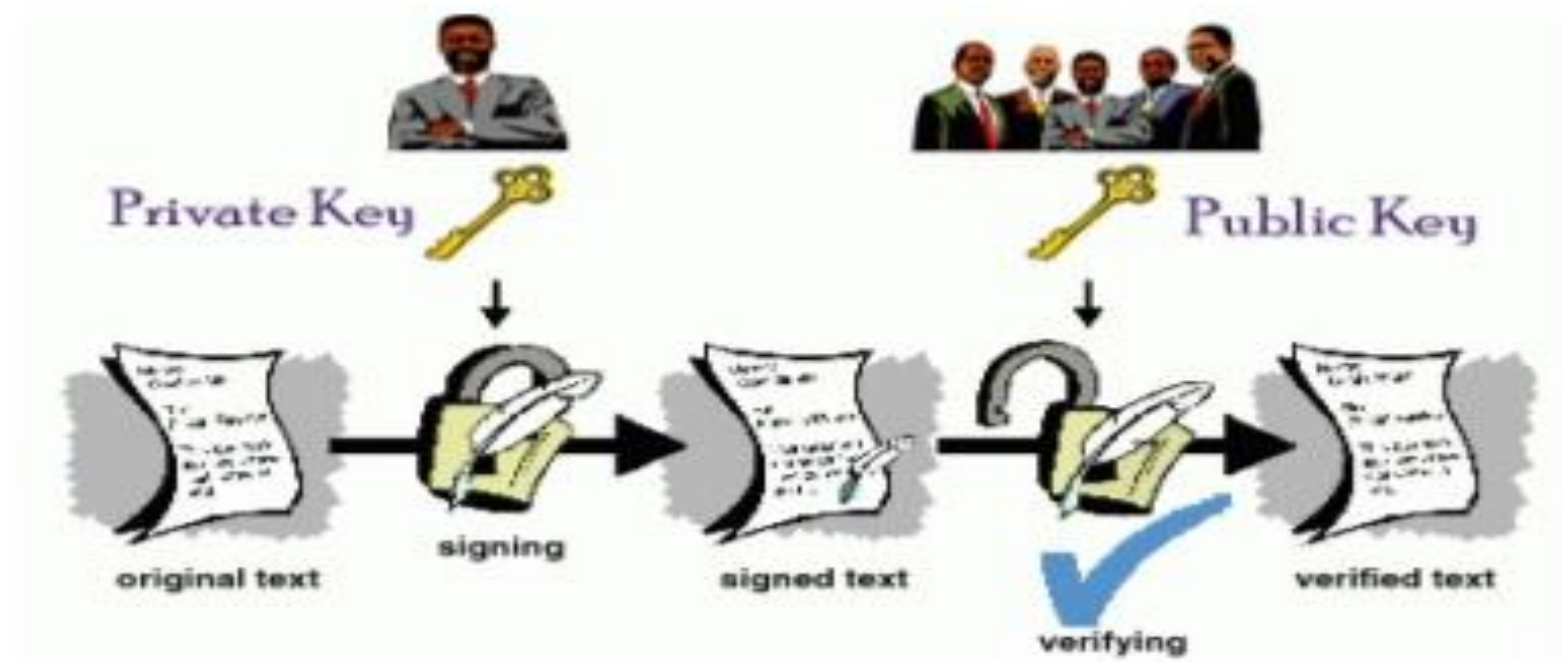 Private Key
Public Key
signing
original text
signed text
verified text
verifying